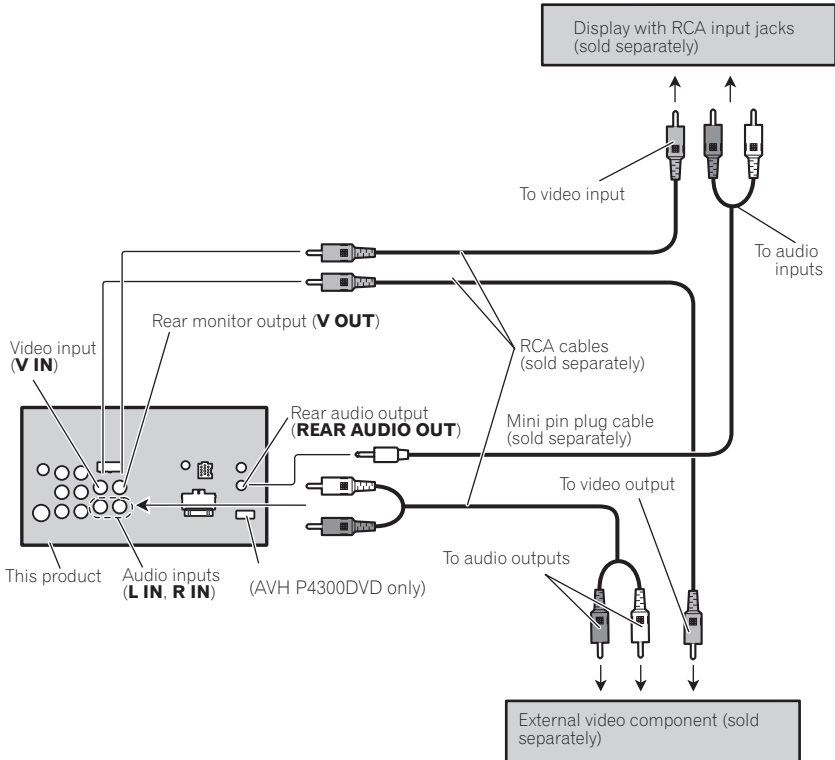 Display with RCA input jacks
(sold separately)
To video input
To audio
inputs
Rear monitor output (V OUT)
Video input
(V IN)
RCA cables
(sold separately)
Rear audio output
(REAR AUDIO OUT)
Mini pin plug cable
(sold separately)
To video output
To audio outputs
This product
Audio inputs
(L IN, R IN)
(AVH P4300DVD only)
External video component (sold
separately)